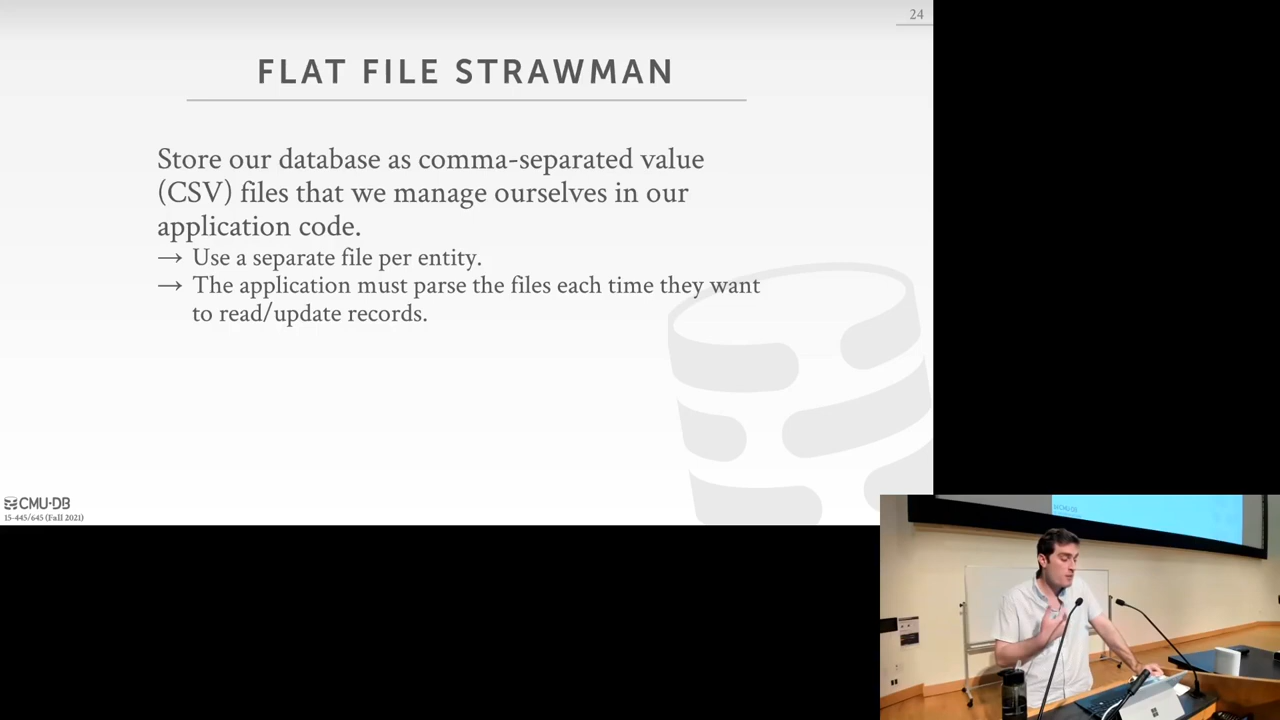 24
FLAT FILE STRAWMAN
Store our database as comma-separated value
(CSV) files that we manage ourselves in our
application code.
→ Use a separate file per entity.
→ The application must parse the files each time they want
to read/update records.
CMU·DB
15-445/645 (Fall 2021)